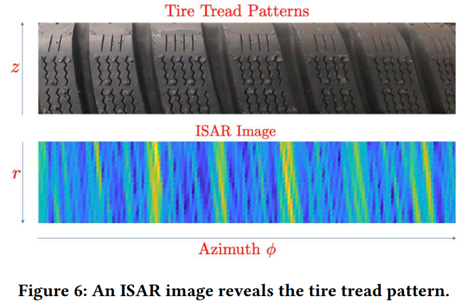 Tire Tread Patterns
z
ISAR Image
r
Azimuth ϕ
Figure 6: An ISAR image reveals the tire tread pattern.